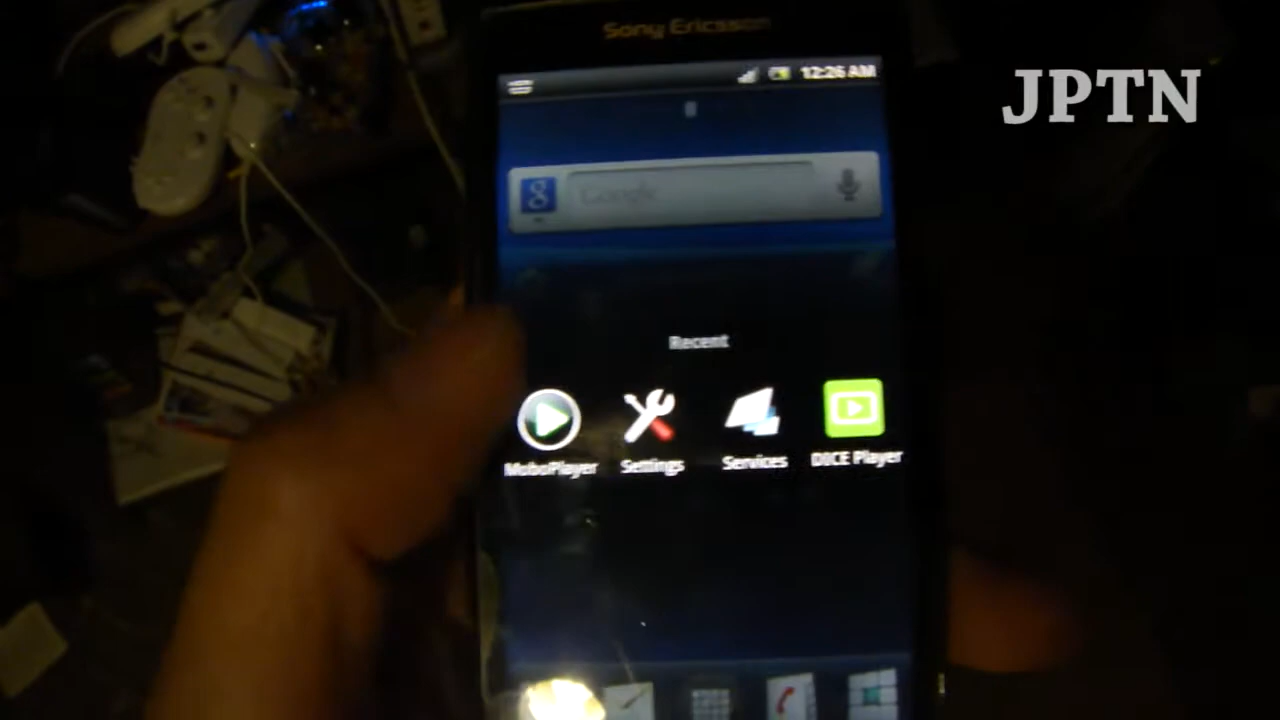 Sony Ericsson
12:26 AM
JPTN
Google
Recent
MoboPlayer
Settings
Services
DICE Player